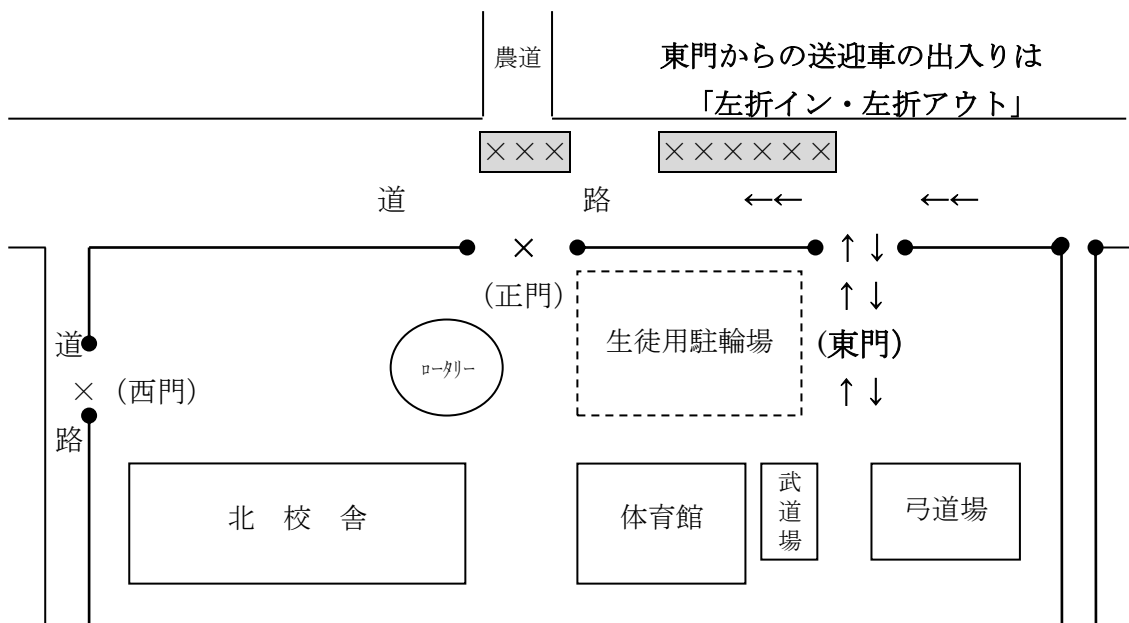 農道
東門からの送迎車の出入りは
「左折イン・左折アウト」
×××
××××××
道 路
←← ←←
×
↑↓
(正門)
↑↓
生徒用駐輪場
(東門)
道
ロータリー
×
(西門)
↑↓
路
北 校 舎
体育館
武道場
弓道場